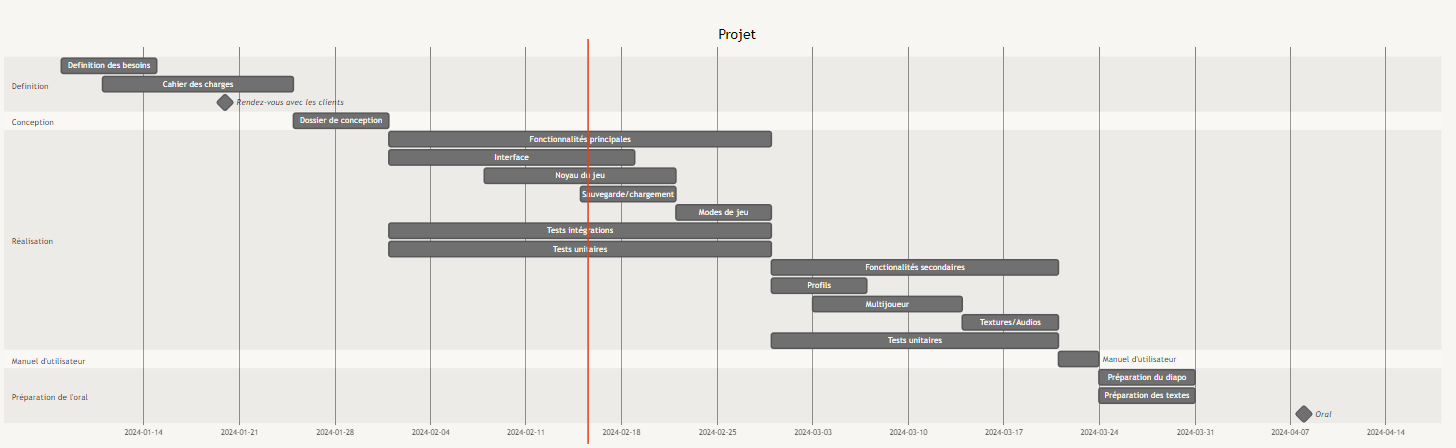 Projet
Definition
Definition des besoins
Cahier des charges
Rendez-vous avec les clients
Conception
Dossier de conception
Réalisation
Fonctionnalités principales
Interface
Noyau du jeu
Sauvegarde/chargement
Modes de jeu
Tests intégrations
Tests unitaires
Fonctionalités secondaires
Profils
Multijoueur
Textures/Audios
Tests unitaires
Manuel d'utilisateur
Manuel d'utilisateur
Préparation de l'oral
Préparation du diapo
Préparation des textes
Oral
2024-01-14 2024-01-21 2024-01-28 2024-02-04 2024-02-11 2024-02-18 2024-02-25 2024-03-03 2024-03-10 2024-03-17 2024-03-24 2024-03-31 2024-04-07 2024-04-14